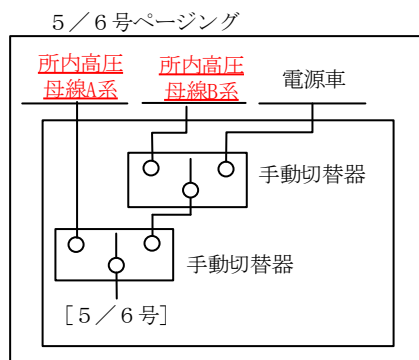 ５／６号ページング
所内高圧
母線A系
所内高圧
母線B系
電源車
手動切替器
手動切替器
［５／６号］